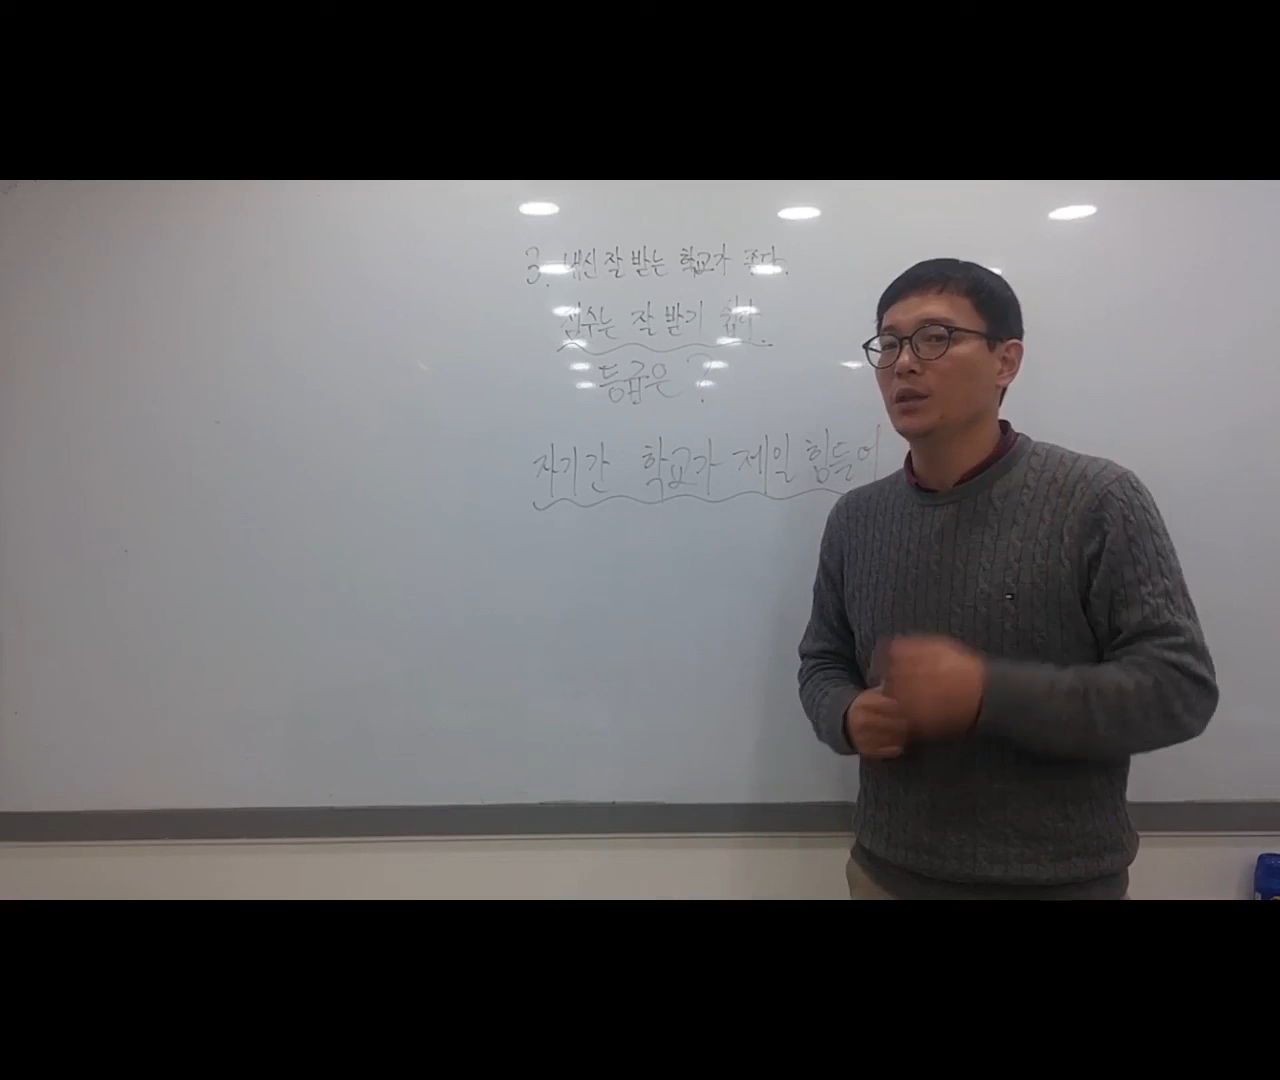 3. 내신 잘 받는 학교가 좋다.
점수는 잘 받기 쉽다.
등급은?
자기간 학교가 제일 힘들어